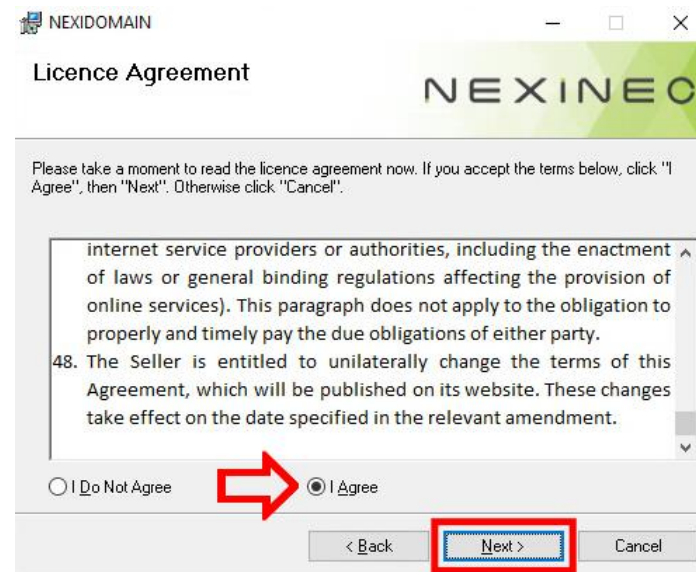 NEXIDOMAIN
Licence Agreement
NEXINEO
Please take a moment to read the licence agreement now. If you accept the terms below, click "I
Agree", then "Next". Otherwise click "Cancel".
internet service providers or authorities, including the enactment
of laws or general binding regulations affecting the provision of
online services). This paragraph does not apply to the obligation to
properly and timely pay the due obligations of either party.
48. The Seller is entitled to unilaterally change the terms of this
Agreement, which will be published on its website. These changes
take effect on the date specified in the relevant amendment.
I Do Not Agree
I Agree
< Back
Next >
Cancel